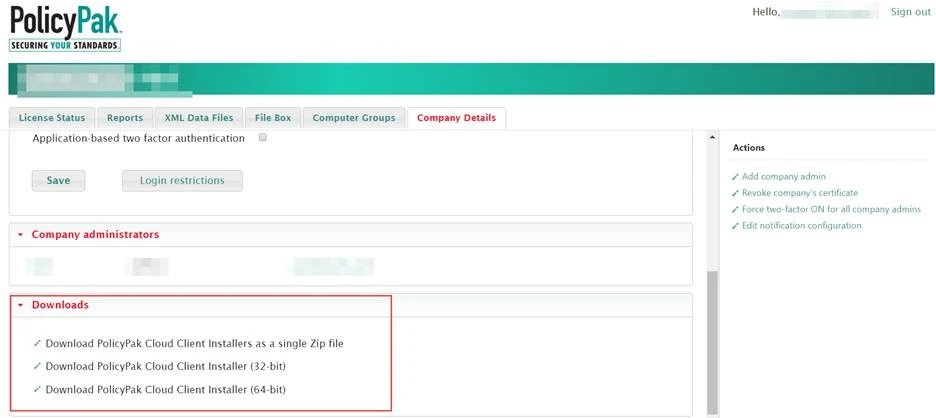 PolicyPak
SECURING YOUR STANDARDS.
Hello,
Sign out
License Status
Reports
XML Data Files
File Box
Computer Groups
Company Details
Application-based two factor authentication
Save
Login restrictions
Company administrators
Downloads
Download PolicyPak Cloud Client Installers as a single Zip file
Download PolicyPak Cloud Client Installer (32-bit)
Download PolicyPak Cloud Client Installer (64-bit)
Actions
Add company admin
Revoke company's certificate
Force two-factor ON for all company admins
Edit notification configuration